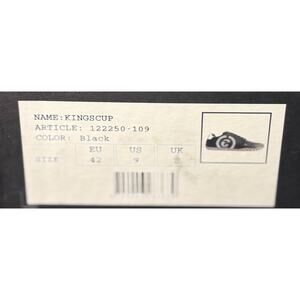 NAME:KINGSCUP
ARTICLE: 122250-109
COLOR: Black
EU US UK
SIZE 42 9